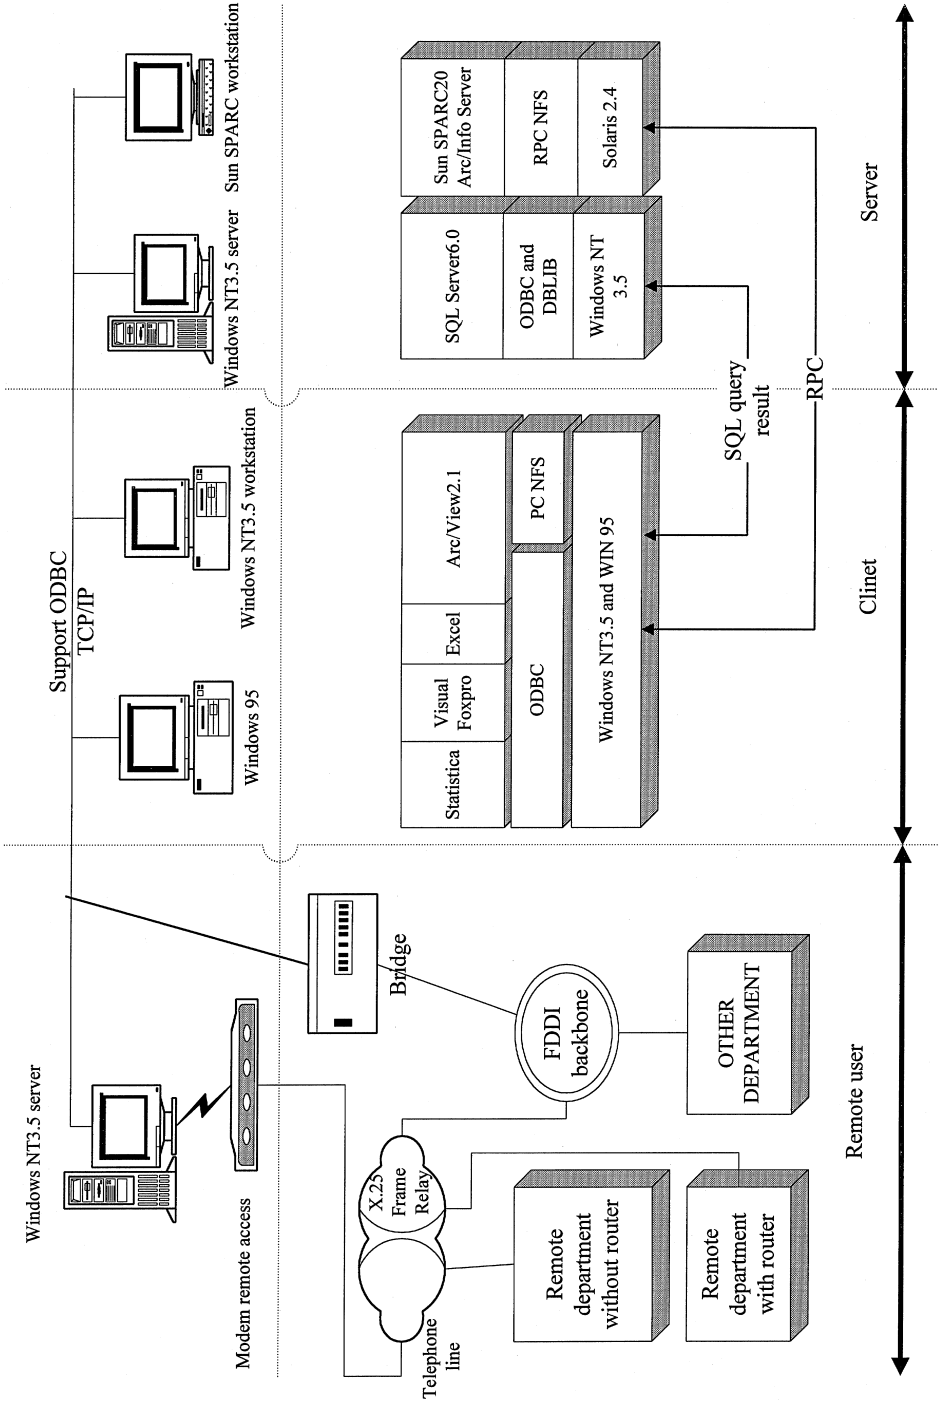 Support ODBC
TCP/IP
Windows NT3.5 server
Windows 95
Windows NT3.5 workstation
Windows NT3.5 server
Sun SPARC workstation
Modem remote access
Bridge
Telephone
line
X.25
Frame
Relay
FDDI
backbone
Remote
department
without router
Remote
department
with router
OTHER
DEPARTMENT
Statistica
Visual
Foxpro
Excel
Arc/View2.1
ODBC
PC NFS
Windows NT3.5 and WIN 95
SQL Server6.0
ODBC and
DBLIB
Windows NT
3.5
Sun SPARC20
Arc/Info Server
RPC NFS
Solaris 2.4
SQL query
result
RPC
Remote user
Clinet
Server